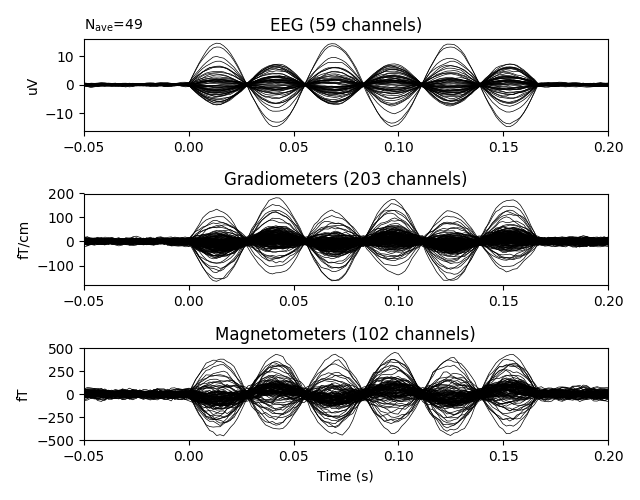 Nave=49
EEG (59 channels)
10
0
−10
uV
−0.05 0.00 0.05 0.10 0.15 0.20
Gradiometers (203 channels)
200
100
0
−100
fT/cm
−0.05 0.00 0.05 0.10 0.15 0.20
Magnetometers (102 channels)
500
250
0
−250
−500
fT
−0.05 0.00 0.05 0.10 0.15 0.20
Time (s)